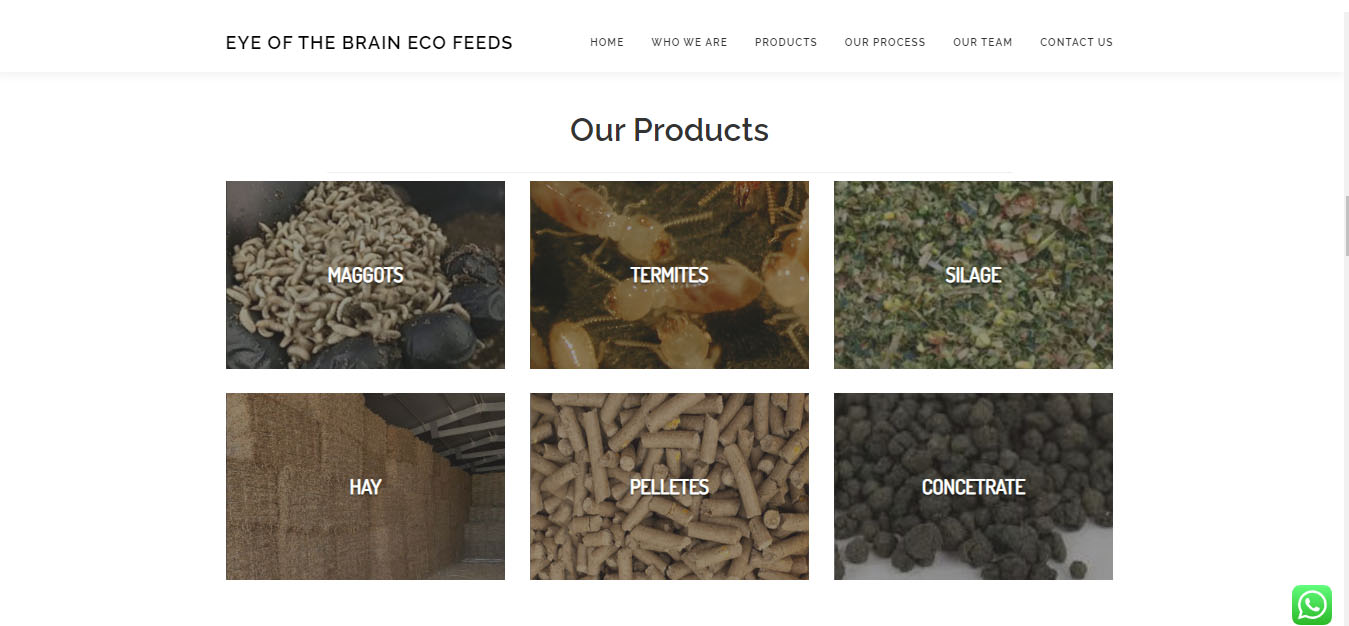 EYE OF THE BRAIN ECO FEEDS
HOME WHO WE ARE PRODUCTS OUR PROCESS OUR TEAM CONTACT US
Our Products
MAGGOTS TERMITES SILAGE
HAY PELLETES CONCETRATE